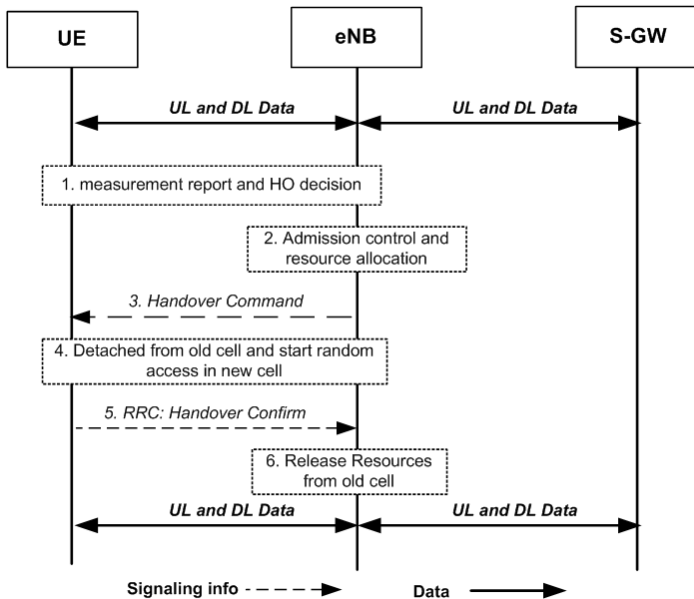 UE
eNB
S-GW
UL and DL Data
UL and DL Data
1. measurement report and HO decision
2. Admission control and
resource allocation
3. Handover Command
4. Detached from old cell and start random
access in new cell
5. RRC: Handover Confirm
6. Release Resources
from old cell
UL and DL Data
UL and DL Data
Signaling info
Data